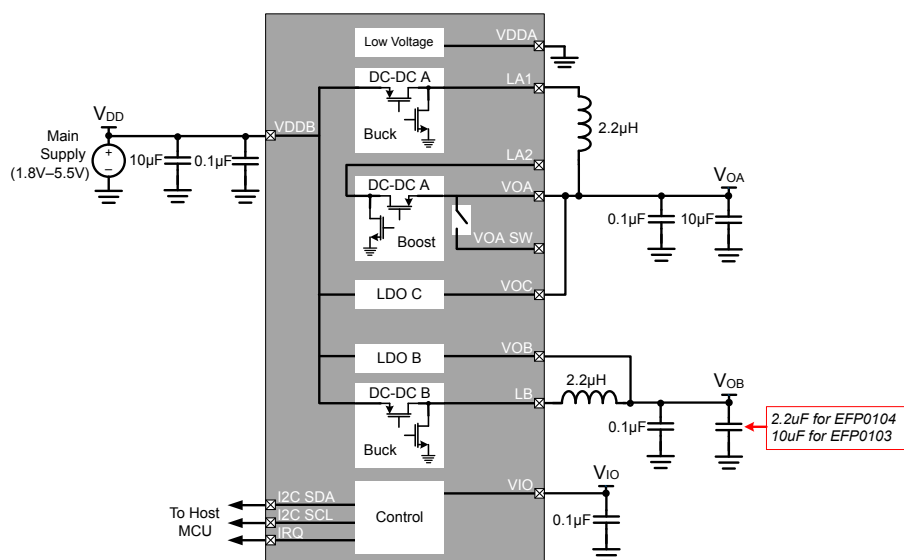 Low Voltage
VDDA
DC-DC A
LA1
Buck
2.2µH
VDD
VDDB
Main
Supply
(1.8V–5.5V)
10µF
0.1µF
LA2
DC-DC A
VOA
VOA
Boost
VOA SW
0.1µF
10µF
LDO C
VOC
LDO B
VOB
2.2µH
VOB
DC-DC B
LB
Buck
0.1µF
2.2uF for EFP0104
10uF for EFP0103
VIO
VIO
I2C SDA
I2C SCL
IRQ
To Host
MCU
Control
0.1µF